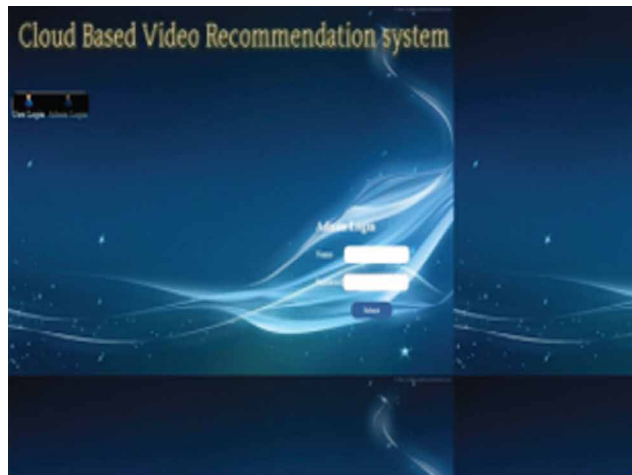 Cloud Based Video Recommendation system
User Login Admin Login
Admin Login
Name
Submit